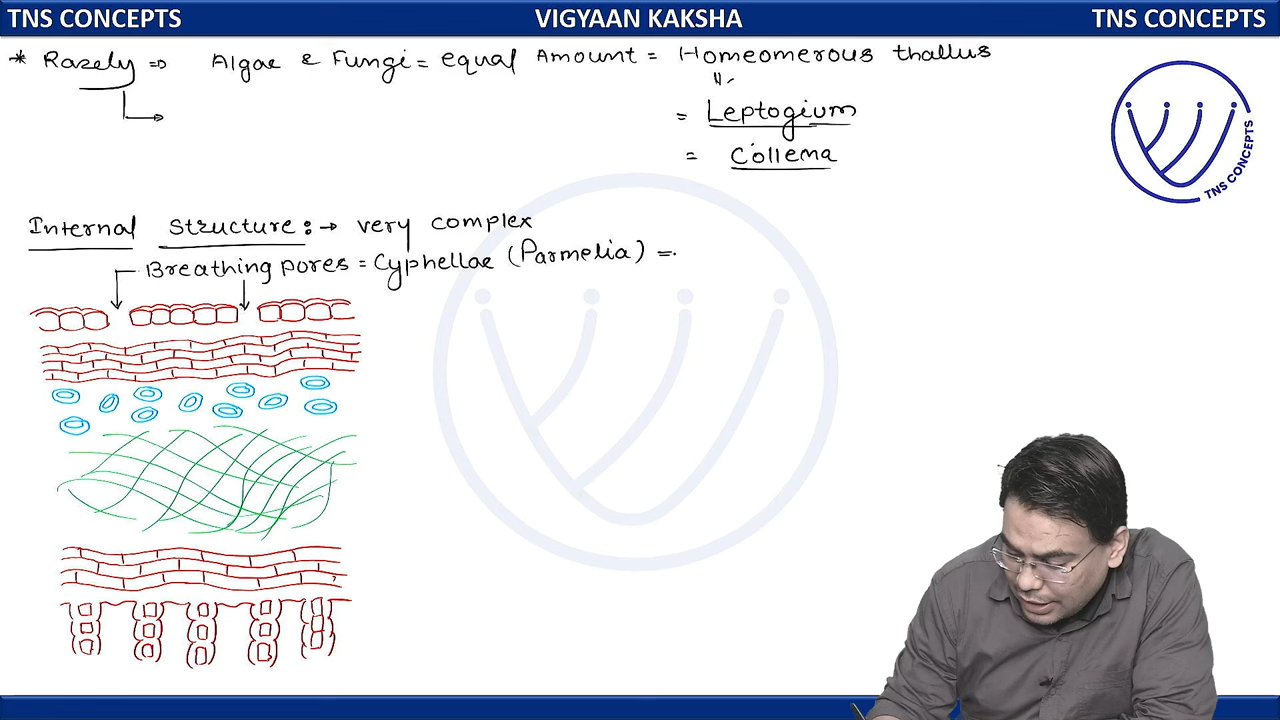 TNS CONCEPTS VIGYAAN KAKSHA TNS CONCEPTS
* Rarely ⇒ Algae & Fungi = equal Amount = Homeomerous thallus
= Leptogium
= Collema
TNS CONCEPTS
Internal structure :→ very complex
Breathing pores = Cyphellae (Parmelia) =